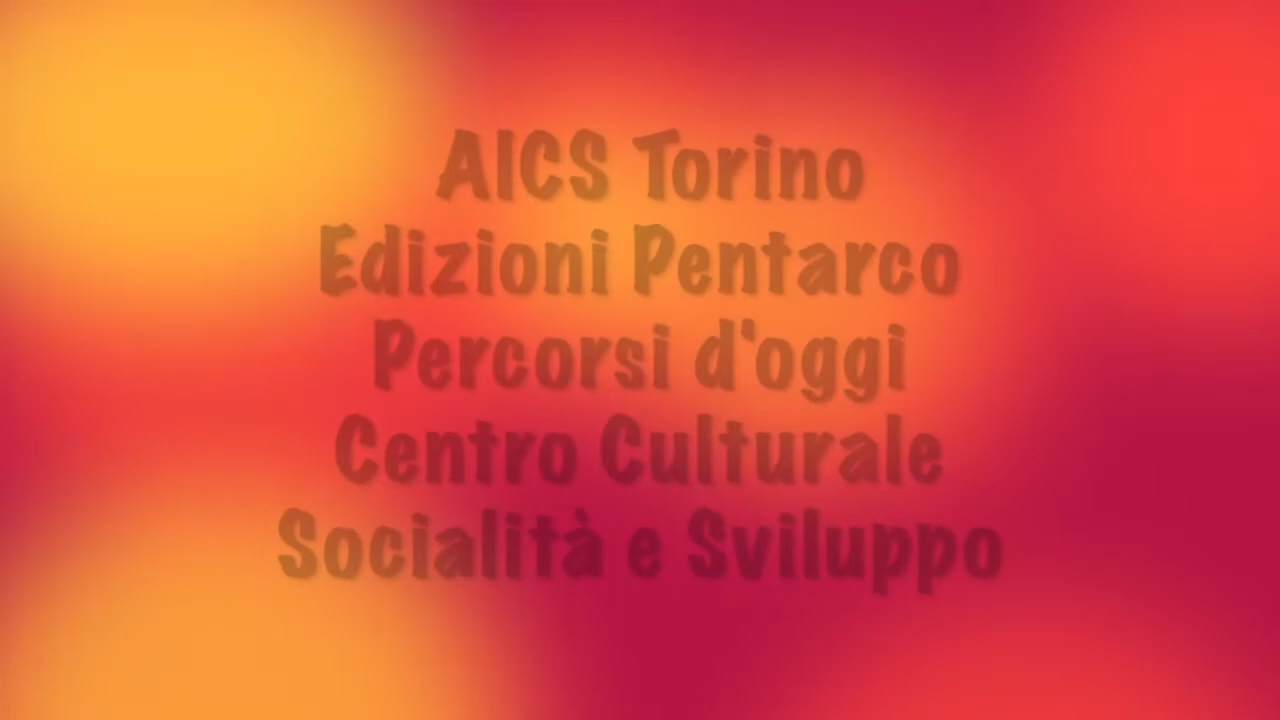 AICS Torino
Edizioni Pentarco
Percorsi d'oggi
Centro Culturale
Socialità e Sviluppo